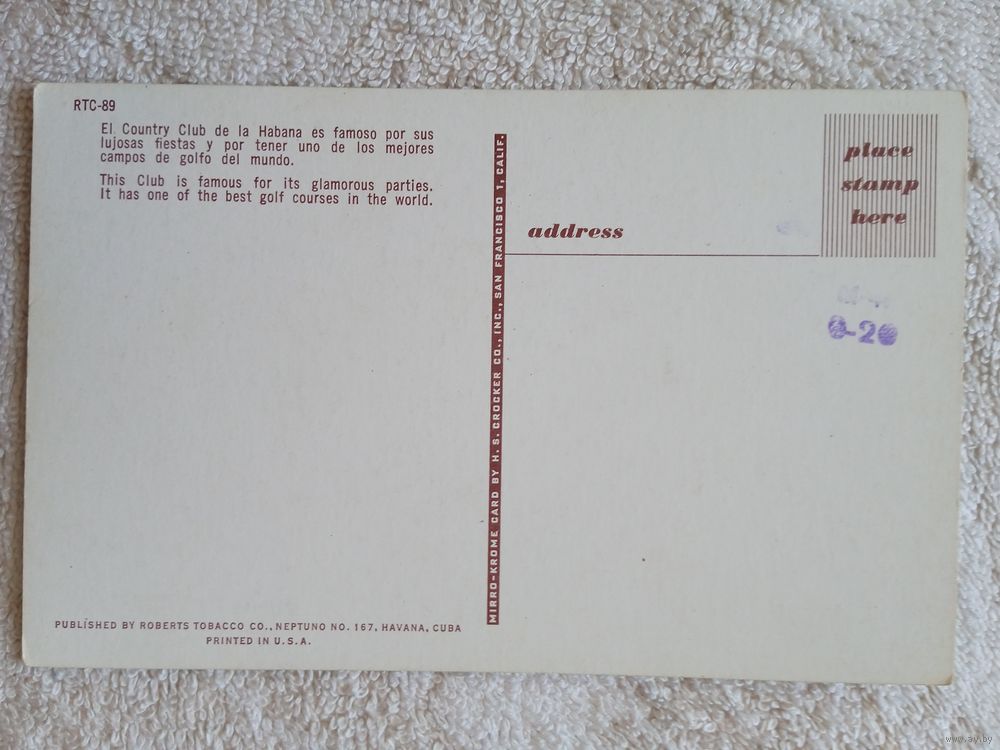 RTC-89
El Country Club de la Habana es famoso por sus
lujosas fiestas y por tener uno de los mejores
campos de golfo del mundo.
This Club is famous for its glamorous parties.
It has one of the best golf courses in the world.
PUBLISHED BY ROBERTS TOBACCO CO., NEPTUNO NO. 167, HAVANA, CUBA
PRINTED IN U.S.A.
MIRRO-KROME CARD BY H. S. CROCKER CO., INC., SAN FRANCISCO 1, CALIF.
place
stamp
here
address
www.ay.by